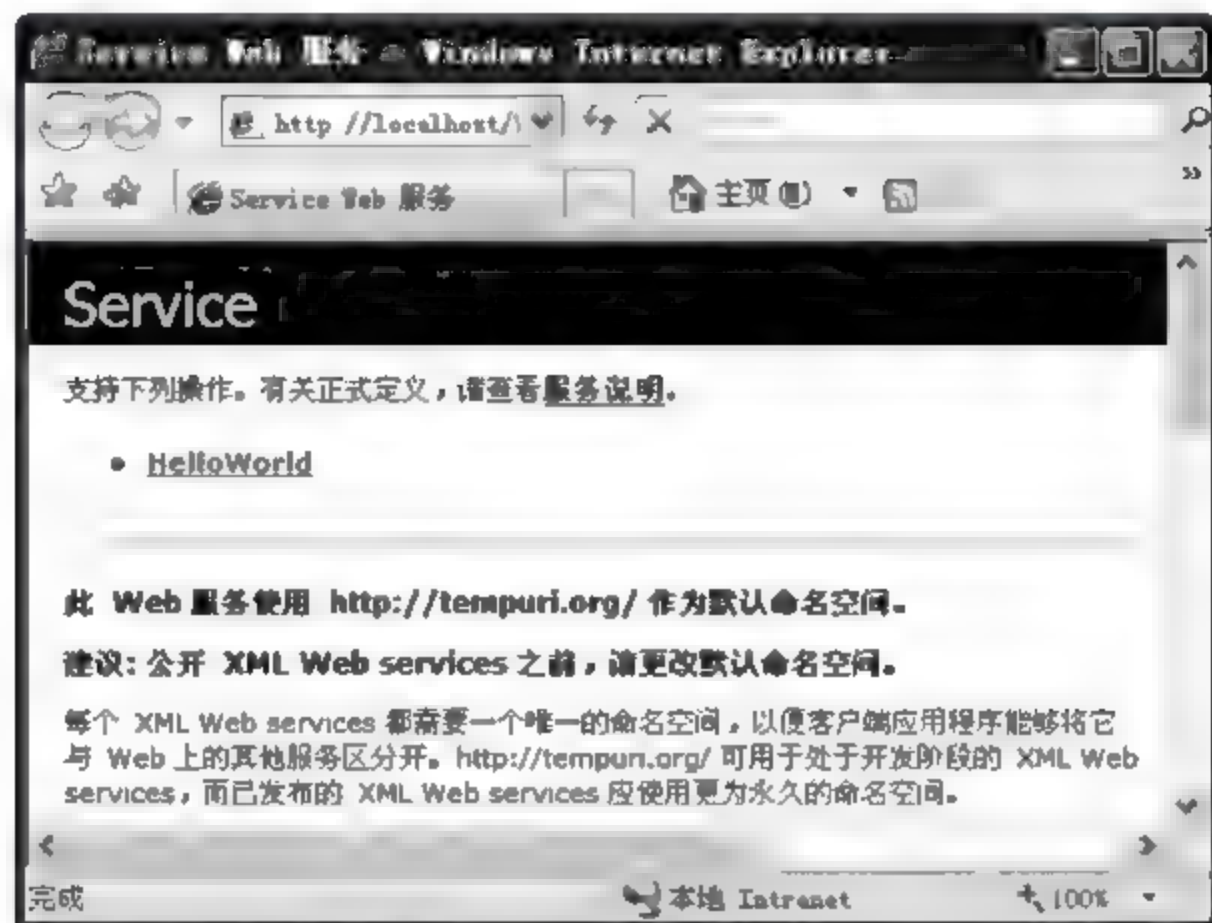 Service Web 服务 - Windows Internet Explorer
http //localhost/
Service Web 服务
主页(M)
Service
支持下列操作。有关正式定义，请查看服务说明。
• HelloWorld
此 Web 服务使用 http://tempuri.org/ 作为默认命名空间。
建议: 公开 XML Web services 之前，请更改默认命名空间。
每个 XML Web services 都需要一个唯一的命名空间，以便客户端应用程序能够将它
与 Web 上的其他服务区分开。http://tempuri.org/ 可用于处于开发阶段的 XML Web
services，而已发布的 XML Web services 应使用更为永久的命名空间。
完成
本地 Intranet
100%